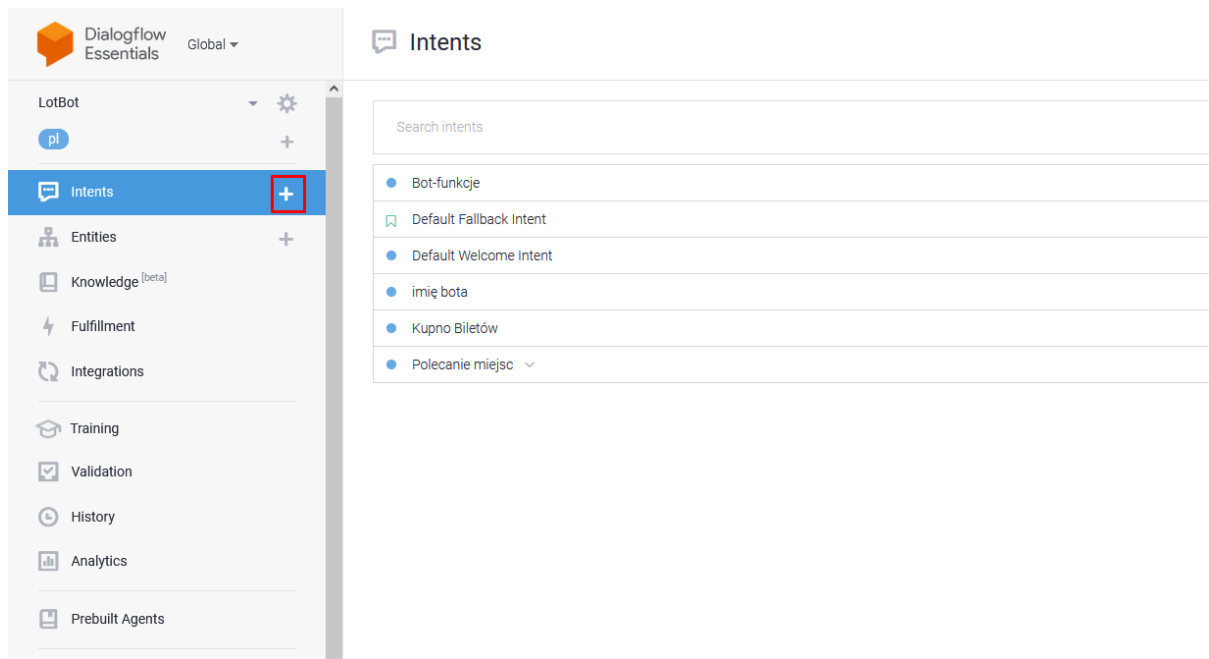 Dialogflow
Essentials
Global
Intents
LotBot
pl
Intents
Entities
Knowledge [beta]
Fulfillment
Integrations
Training
Validation
History
Analytics
Prebuilt Agents
Search intents
Bot-funkcje
Default Fallback Intent
Default Welcome Intent
imię bota
Kupno Biletów
Polecanie miejsc